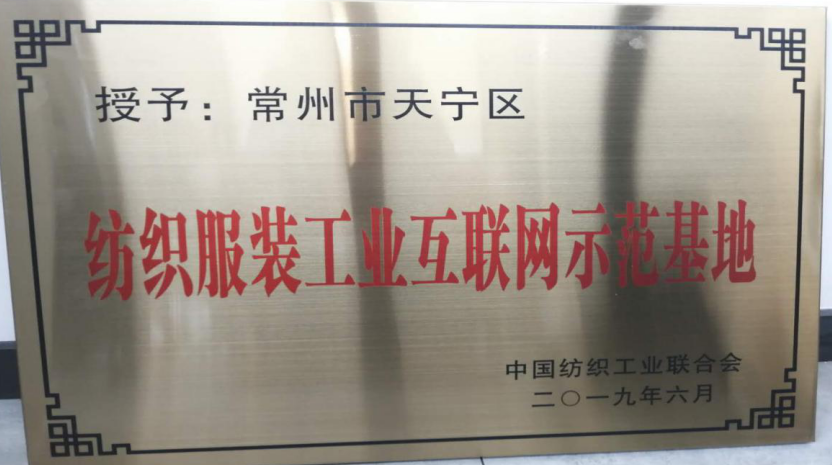 授予：常州市天宁区
纺织服装工业互联网示范基地
中国纺织工业联合会
二〇一九年六月